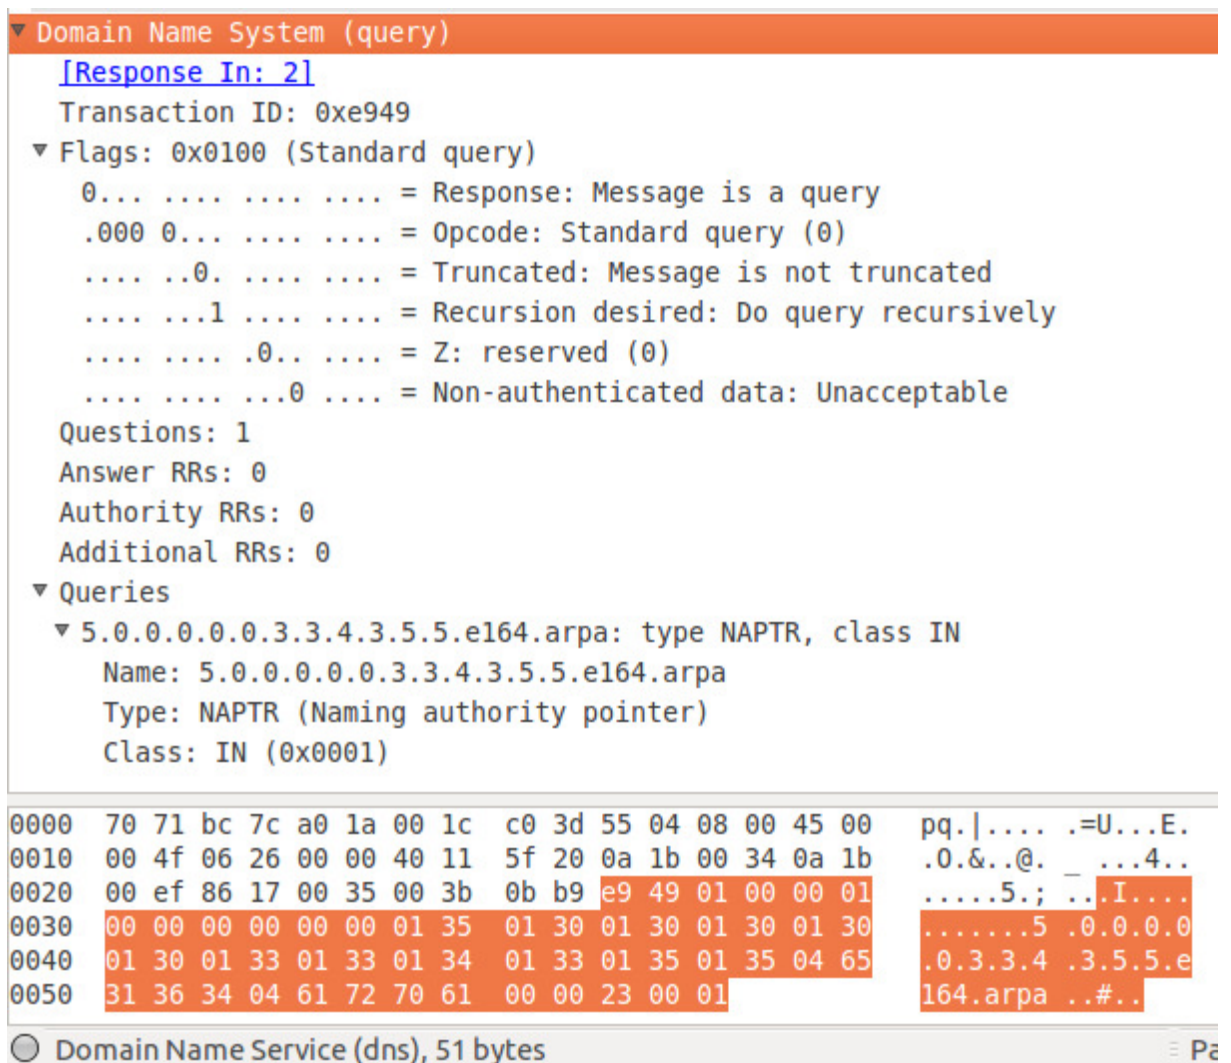 Domain Name System (query)
[Response In: 2]
Transaction ID: 0xe949
Flags: 0x0100 (Standard query)
0... .... .... .... = Response: Message is a query
.000 0... .... .... = Opcode: Standard query (0)
.... ..0. .... .... = Truncated: Message is not truncated
.... ...1 .... .... = Recursion desired: Do query recursively
.... .... .0.. .... = Z: reserved (0)
.... .... ...0 .... = Non-authenticated data: Unacceptable
Questions: 1
Answer RRs: 0
Authority RRs: 0
Additional RRs: 0
Queries
5.0.0.0.0.0.3.3.4.3.5.5.e164.arpa: type NAPTR, class IN
Name: 5.0.0.0.0.0.3.3.4.3.5.5.e164.arpa
Type: NAPTR (Naming authority pointer)
Class: IN (0x0001)
0000 70 71 bc 7c a0 1a 00 1c c0 3d 55 04 08 00 45 00 pq.|.... .=U...E.
0010 00 4f 06 26 00 00 40 11 5f 20 0a 1b 00 34 0a 1b .O.&..@. _ ...4..
0020 00 ef 86 17 00 35 00 3b 0b b9 e9 49 01 00 00 01 .....5.; ...I....
0030 00 00 00 00 00 00 01 35 01 30 01 30 01 30 01 30 .......5 .0.0.0.0
0040 01 30 01 33 01 33 01 34 01 33 01 35 01 35 04 65 .0.3.3.4 .3.5.5.e
0050 31 36 34 04 61 72 70 61 00 00 23 00 01 164.arpa ..#..
Domain Name Service (dns), 51 bytes Pa